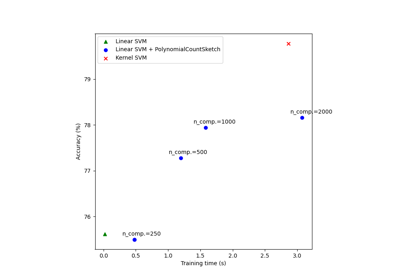 Linear SVM
Linear SVM + PolynomialCountSketch
Kernel SVM
79
n_comp.=2000
n_comp.=1000
78
n_comp.=500
77
n_comp.=250
76
Accuracy (%)
0.0 0.5 1.0 1.5 2.0 2.5 3.0
Training time (s)